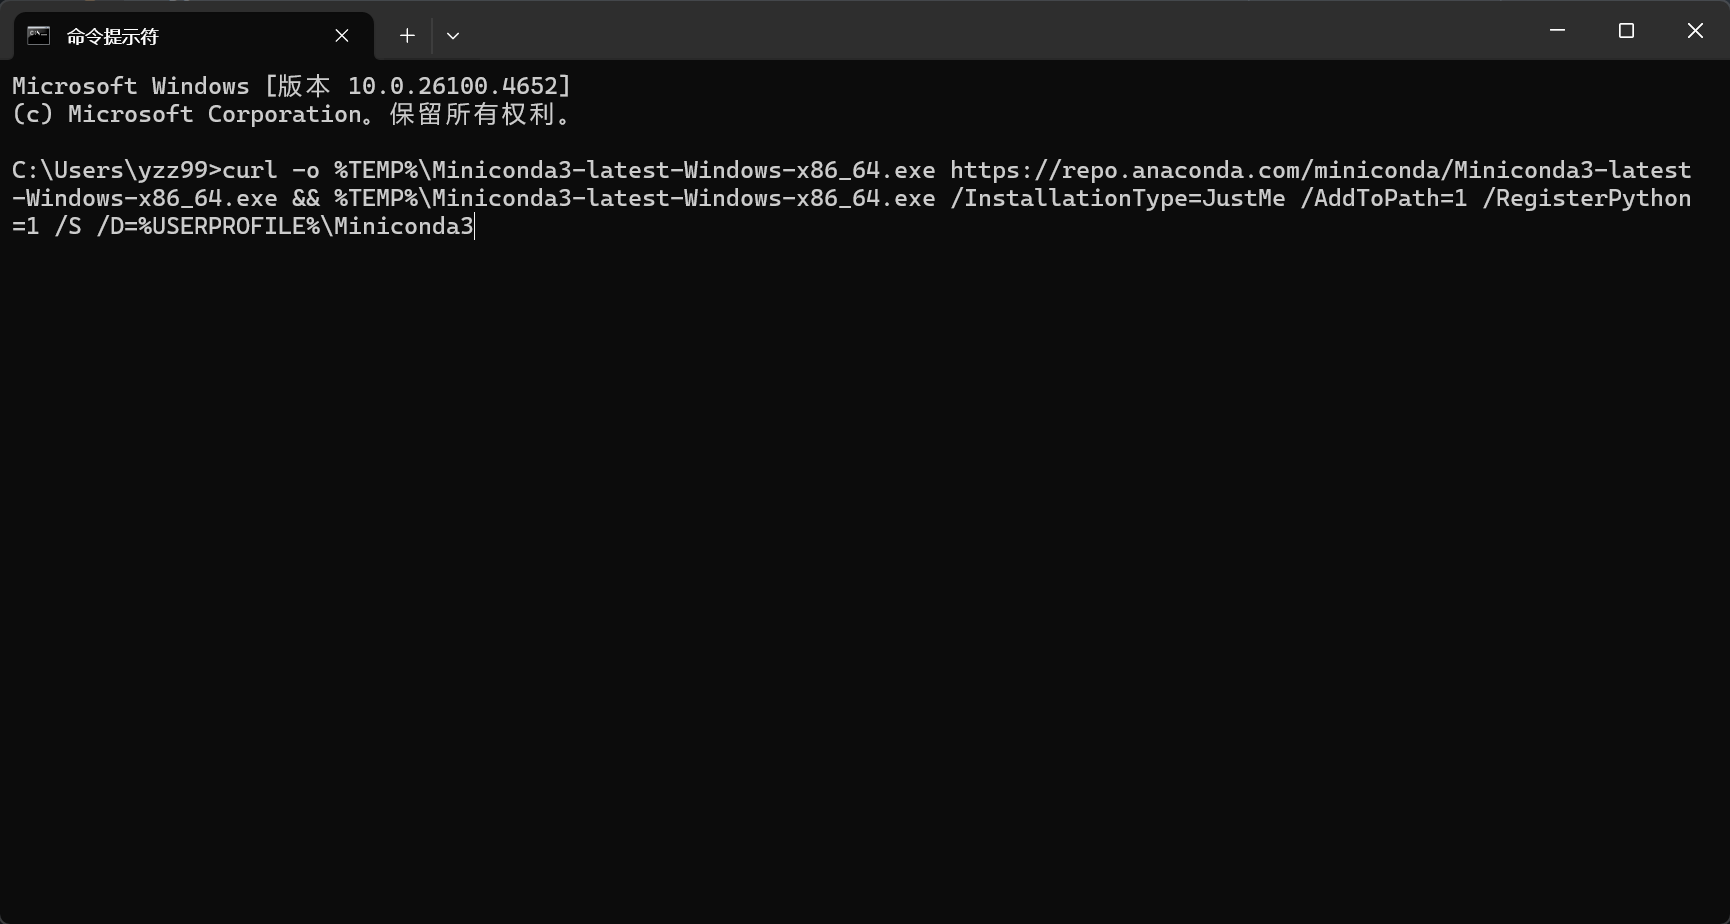 命令提示符
Microsoft Windows [版本 10.0.26100.4652]
(c) Microsoft Corporation。保留所有权利。
C:\Users\yzz99>curl -o %TEMP%\Miniconda3-latest-Windows-x86_64.exe https://repo.anaconda.com/miniconda/Miniconda3-latest
-Windows-x86_64.exe && %TEMP%\Miniconda3-latest-Windows-x86_64.exe /InstallationType=JustMe /AddToPath=1 /RegisterPython
=1 /S /D=%USERPROFILE%\Miniconda3